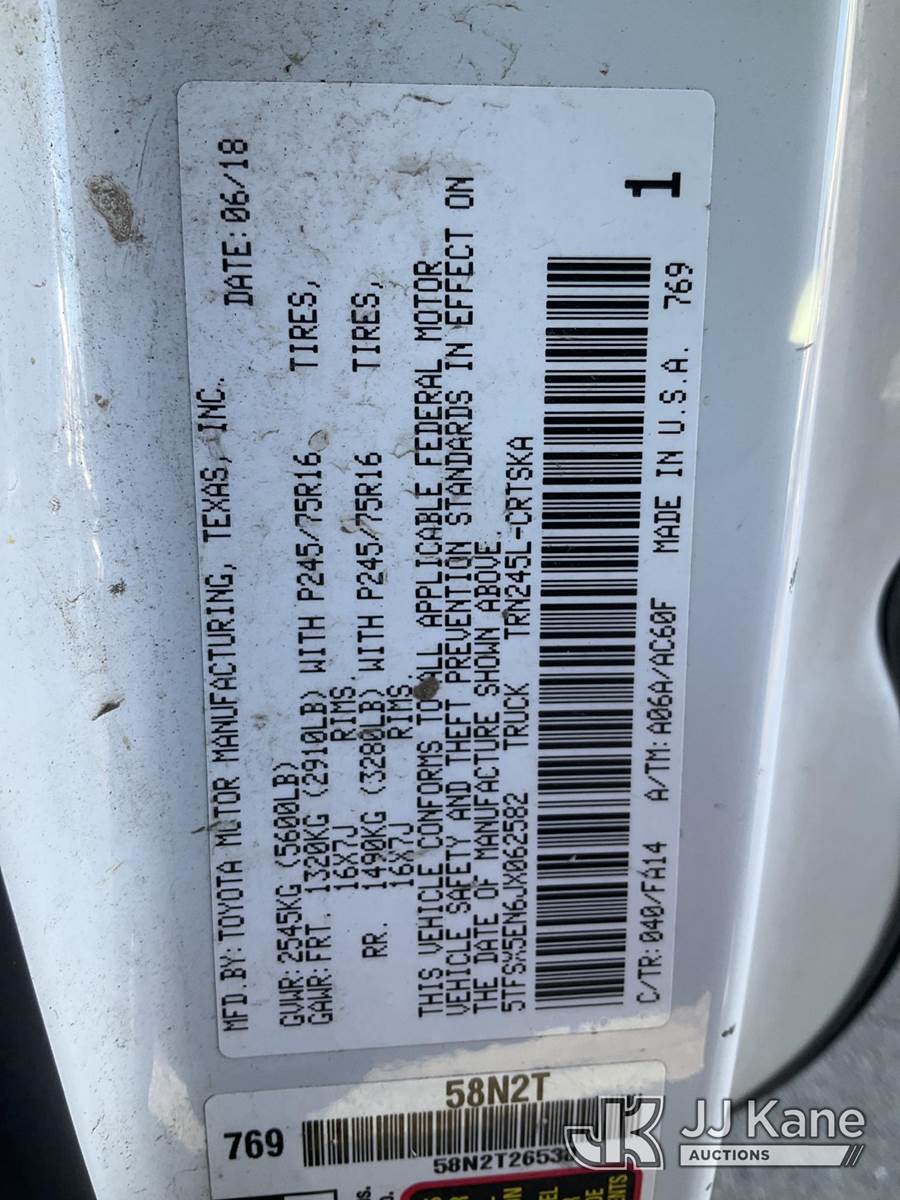 MFD.BY: TOYOTA MOTOR MANUFACTURING, TEXAS, INC. DATE: 06/18
GVWR: 2545KG (5600LB)
GAWR: FRT. 1320KG (2910LB) WITH P245/75R16 TIRES,
16X7J RIMS.
RR. 1490KG (3280LB) WITH P245/75R16 TIRES,
16X7J RIMS.
THIS VEHICLE CONFORMS TO ALL APPLICABLE FEDERAL MOTOR
VEHICLE SAFETY AND THEFT PREVENTION STANDARDS IN EFFECT ON
THE DATE OF MANUFACTURE SHOWN ABOVE.
5TFSX5EN6JX062582 TRUCK TRN245L-CRTSKA
1
C/TR: 040/FA14 A/TM: A06A/AC60F MADE IN U.S.A. 769
58N2T
769
JJ Kane
AUCTIONS